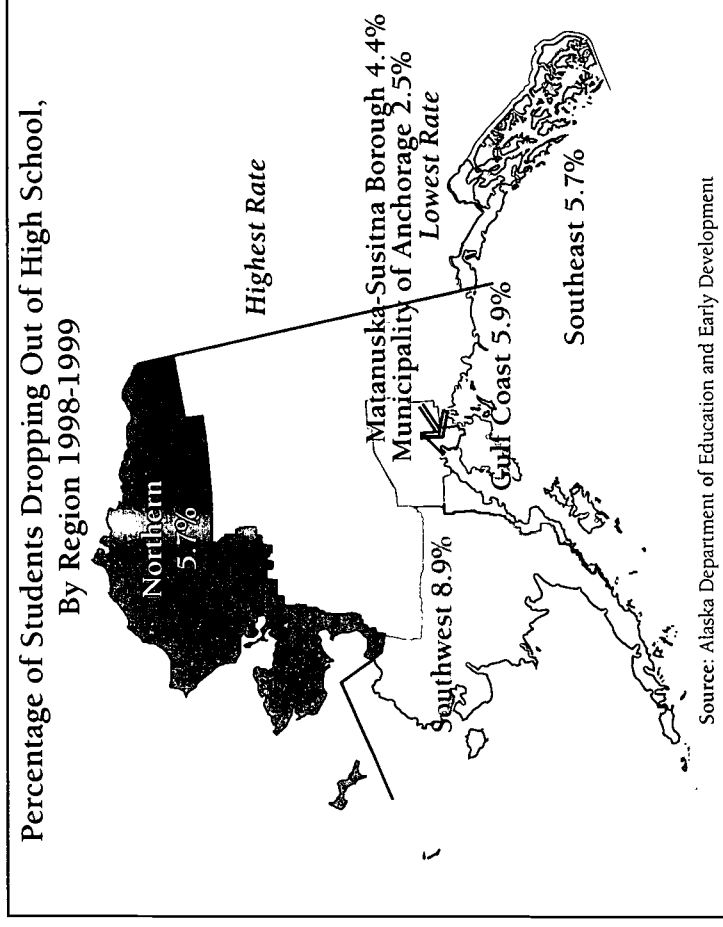 Percentage of Students Dropping Out of High School,
By Region 1998-1999
Northern
5.7%
Highest Rate
Matanuska-Susitna Borough 4.4%
Municipality of Anchorage 2.5%
Lowest Rate
Southwest 8.9%
Gulf Coast 5.9%
Southeast 5.7%
Source: Alaska Department of Education and Early Development